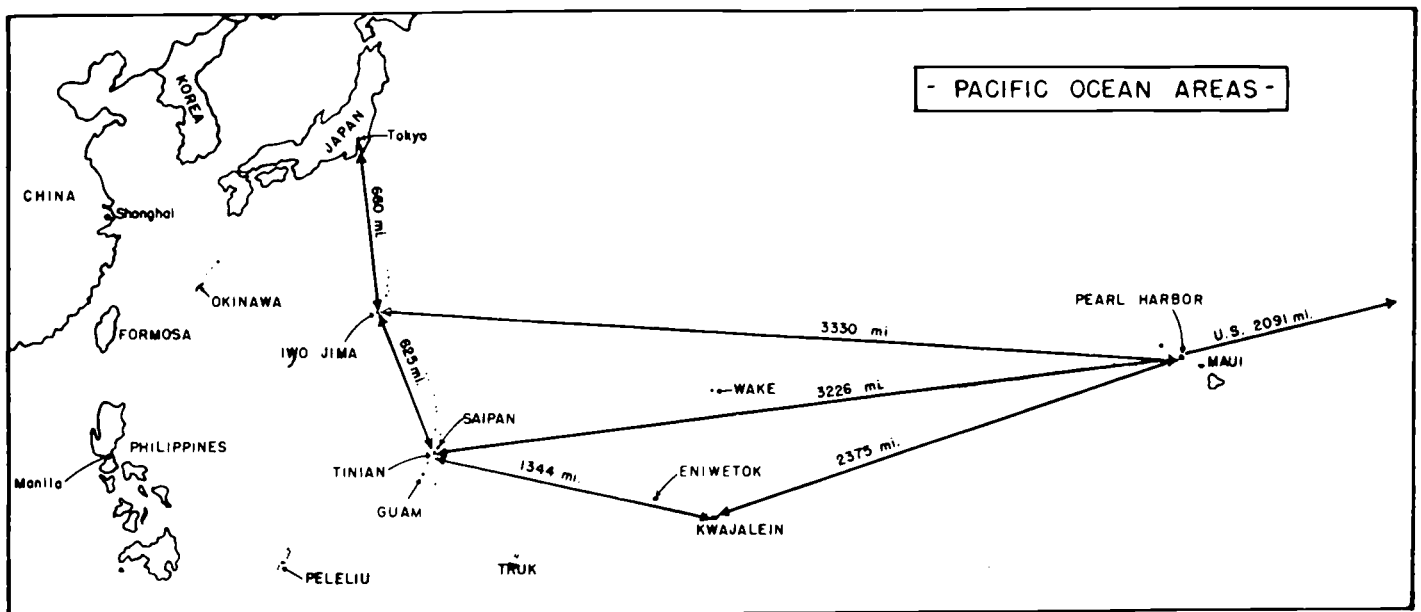 - PACIFIC OCEAN AREAS -
KOREA
JAPAN
Tokyo
CHINA
Shanghai
680 mi.
OKINAWA
PEARL HARBOR
FORMOSA
3330 mi
U.S. 2091 mi.
IWO JIMA
625 mi.
MAUI
WAKE
3226 mi.
SAIPAN
PHILIPPINES
TINIAN
1344 mi.
ENIWETOK
2375 mi.
Manila
GUAM
KWAJALEIN
PELELIU
TRUK